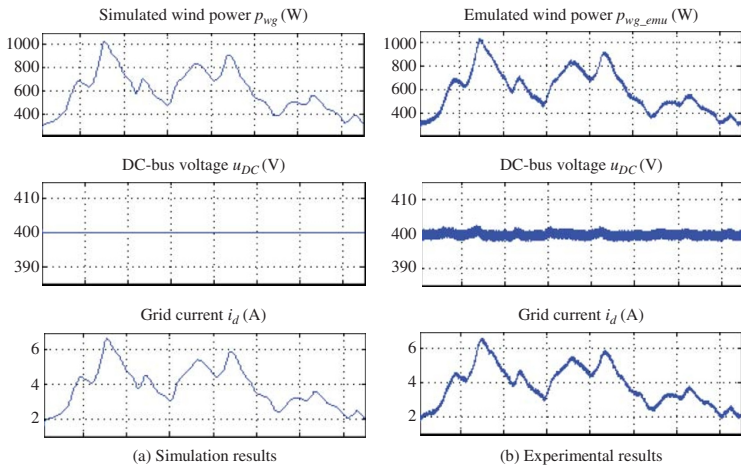 Simulated wind power p_wg (W)
1000
800
600
400
DC-bus voltage u_DC (V)
410
400
390
Grid current i_d (A)
6
4
2
(a) Simulation results
Emulated wind power p_wg_emu (W)
1000
800
600
400
DC-bus voltage u_DC (V)
410
400
390
Grid current i_d (A)
6
4
2
(b) Experimental results